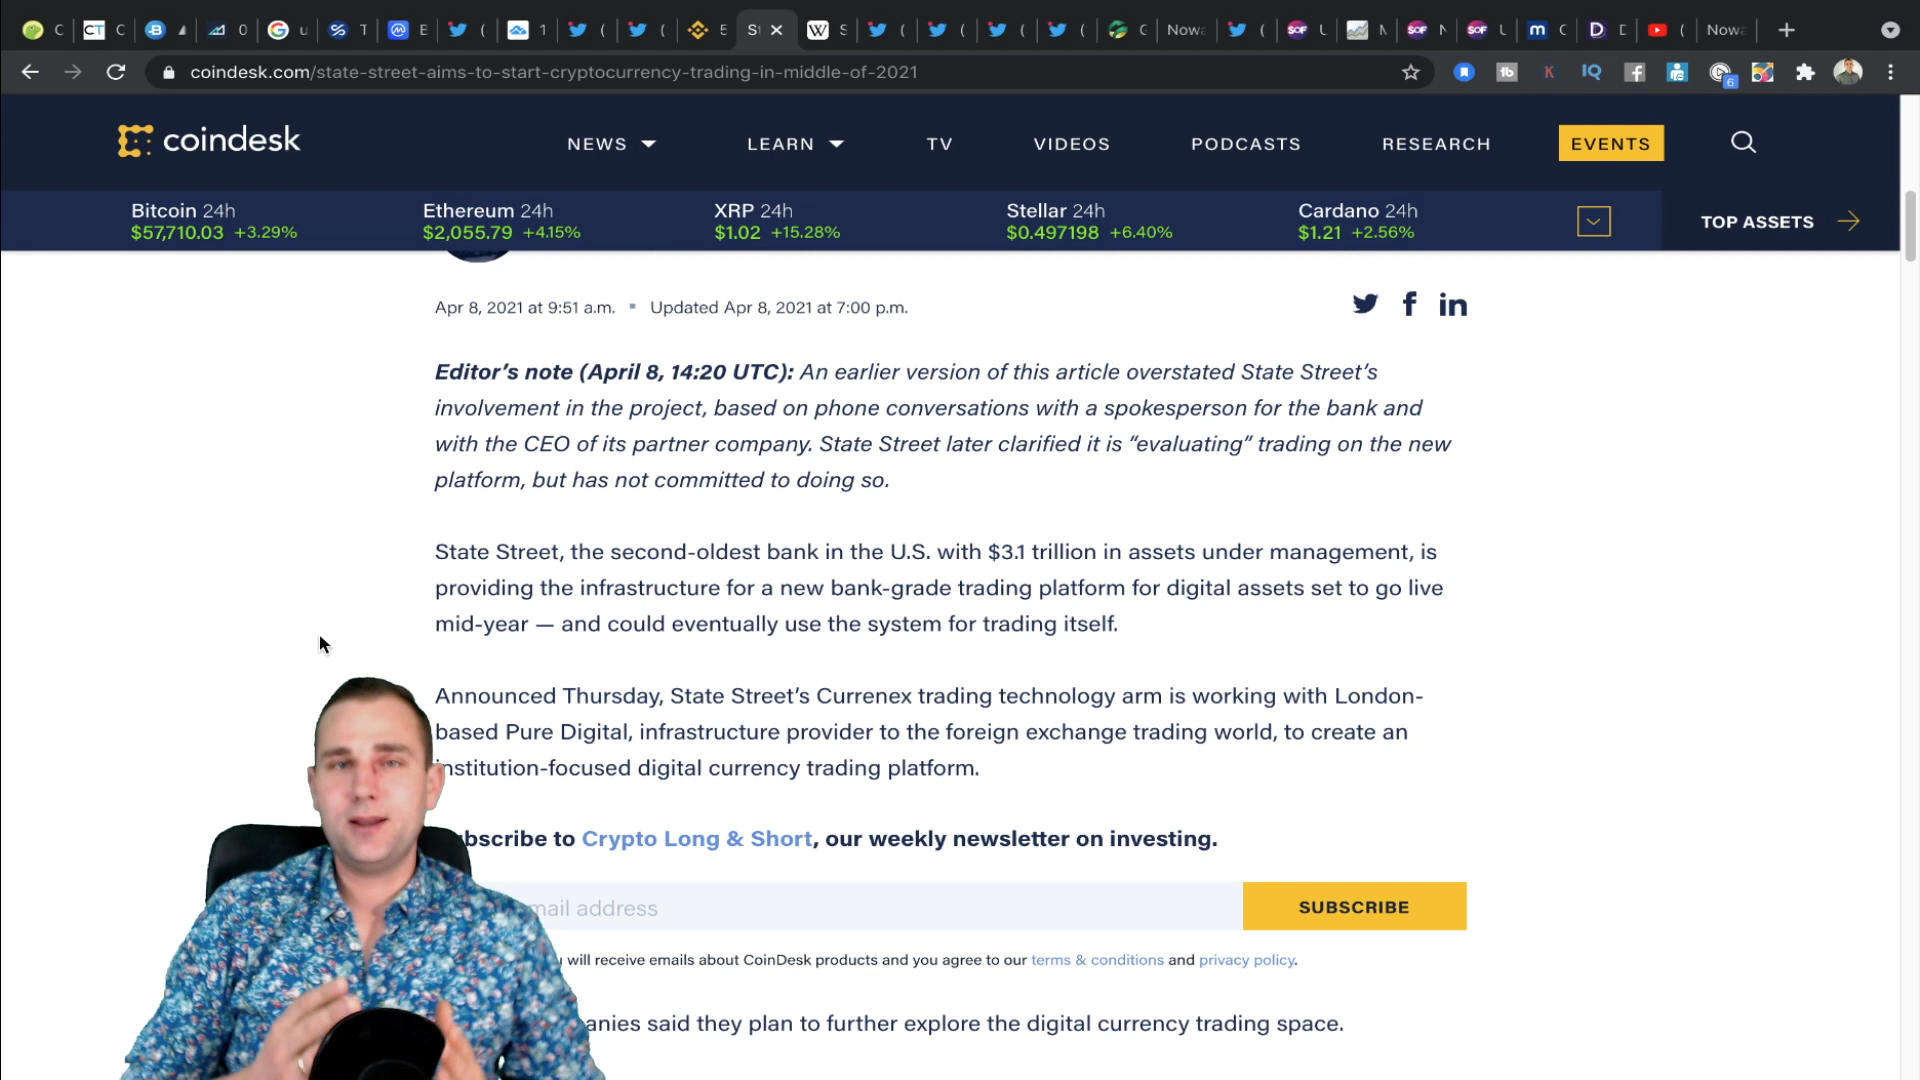 coindesk.com/state-street-aims-to-start-cryptocurrency-trading-in-middle-of-2021
coindesk
NEWS LEARN TV VIDEOS PODCASTS RESEARCH EVENTS
Bitcoin 24h Ethereum 24h XRP 24h Stellar 24h Cardano 24h
$57,710.03 +3.29% $2,055.79 +4.15% $1.02 +15.28% $0.497198 +6.40% $1.21 +2.56%
TOP ASSETS
Apr 8, 2021 at 9:51 a.m. Updated Apr 8, 2021 at 7:00 p.m.
Editor's note (April 8, 14:20 UTC): An earlier version of this article overstated State Street's
involvement in the project, based on phone conversations with a spokesperson for the bank and
with the CEO of its partner company. State Street later clarified it is "evaluating" trading on the new
platform, but has not committed to doing so.
State Street, the second-oldest bank in the U.S. with $3.1 trillion in assets under management, is
providing the infrastructure for a new bank-grade trading platform for digital assets set to go live
mid-year — and could eventually use the system for trading itself.
Announced Thursday, State Street's Currenex trading technology arm is working with London-
based Pure Digital, infrastructure provider to the foreign exchange trading world, to create an
institution-focused digital currency trading platform.
bscribe to Crypto Long & Short, our weekly newsletter on investing.
mail address
SUBSCRIBE
will receive emails about CoinDesk products and you agree to our terms & conditions and privacy policy.
anies said they plan to further explore the digital currency trading space.